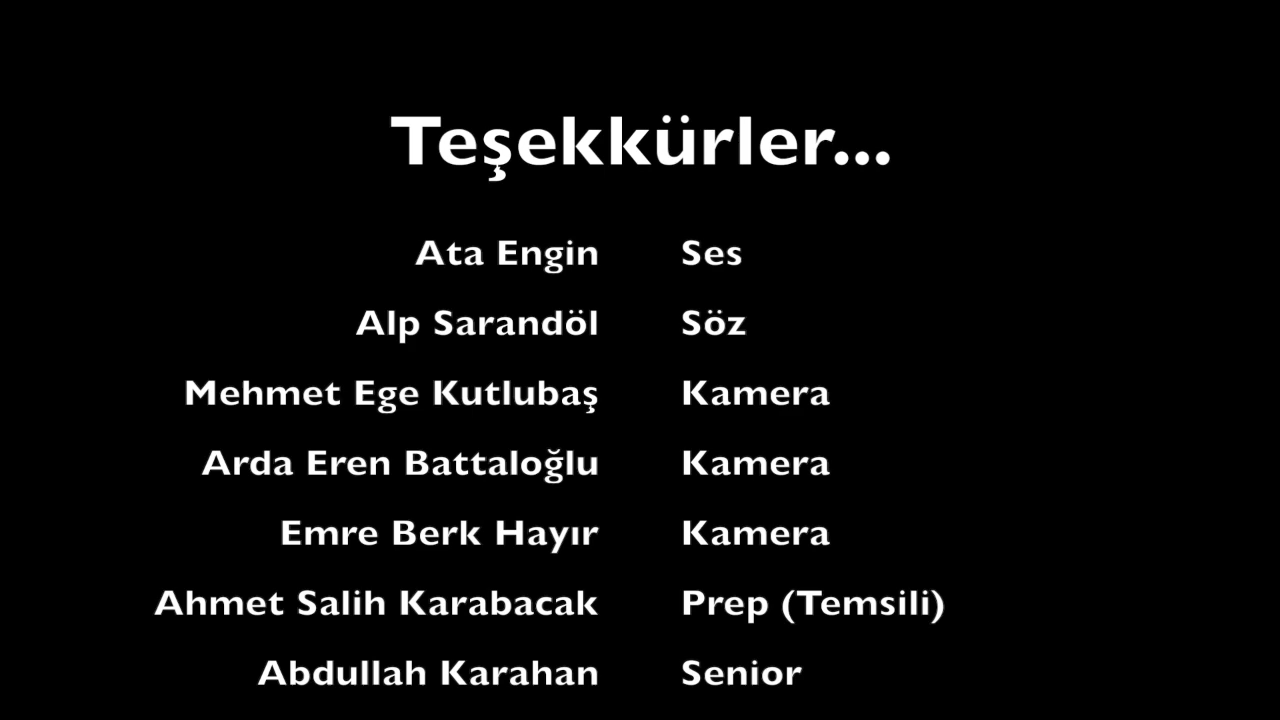 Teşekkürler...
Ata Engin Ses
Alp Sarandöl Söz
Mehmet Ege Kutlubaş Kamera
Arda Eren Battaloğlu Kamera
Emre Berk Hayır Kamera
Ahmet Salih Karabacak Prep (Temsili)
Abdullah Karahan Senior